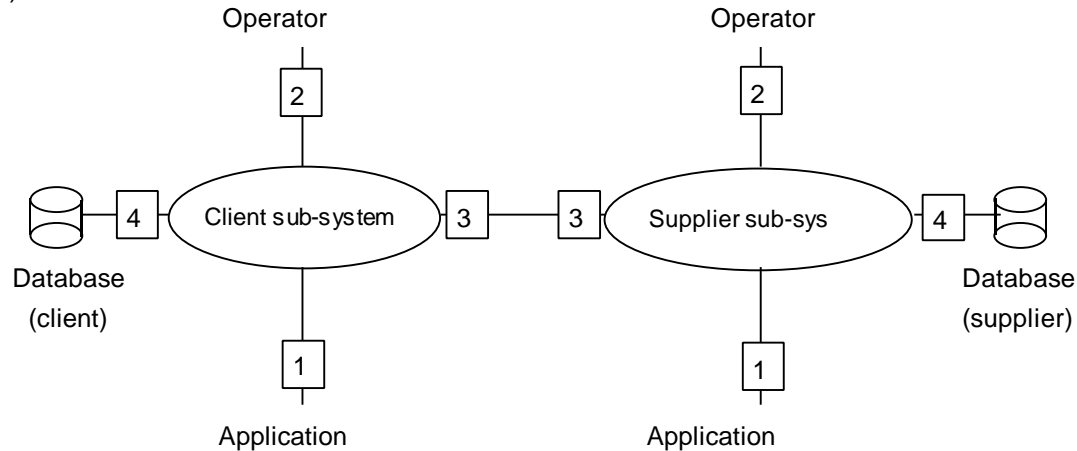 )
Operator Operator
2 2
4 Client sub-system 3 3 Supplier sub-sys 4
Database Database
(client) (supplier)
1 1
Application Application